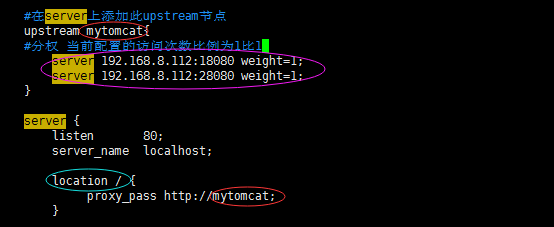 #在server上添加此upstream节点
upstream mytomcat{
#分权 当前配置的访问次数比例为1比1
    server 192.168.8.112:18080 weight=1;
    server 192.168.8.112:28080 weight=1;
}

server {
    listen       80;
    server_name  localhost;

    location / {
         proxy_pass http://mytomcat;
    }